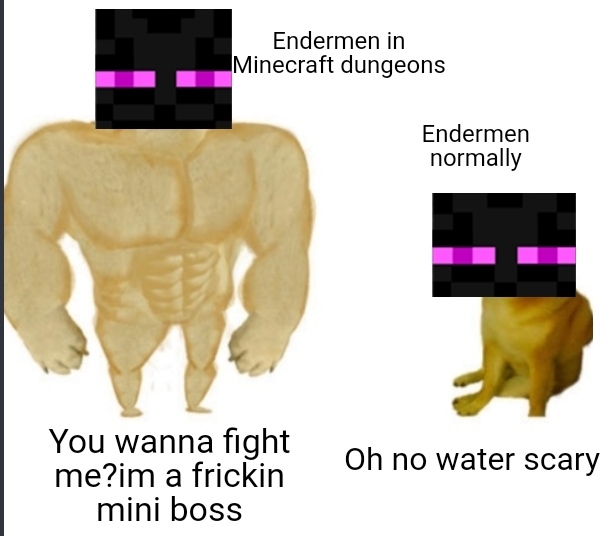 Endermen in
Minecraft dungeons
Endermen
normally
You wanna fight
me?im a frickin
mini boss
Oh no water scary